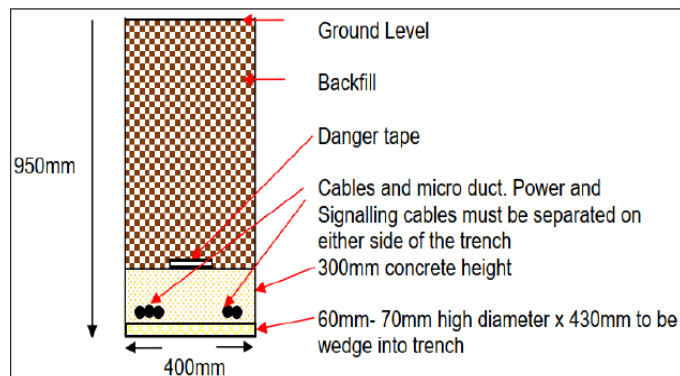 Ground Level
Backfill
Danger tape
950mm
Cables and micro duct. Power and
Signalling cables must be separated on
either side of the trench
300mm concrete height
60mm- 70mm high diameter x 430mm to be
wedge into trench
400mm